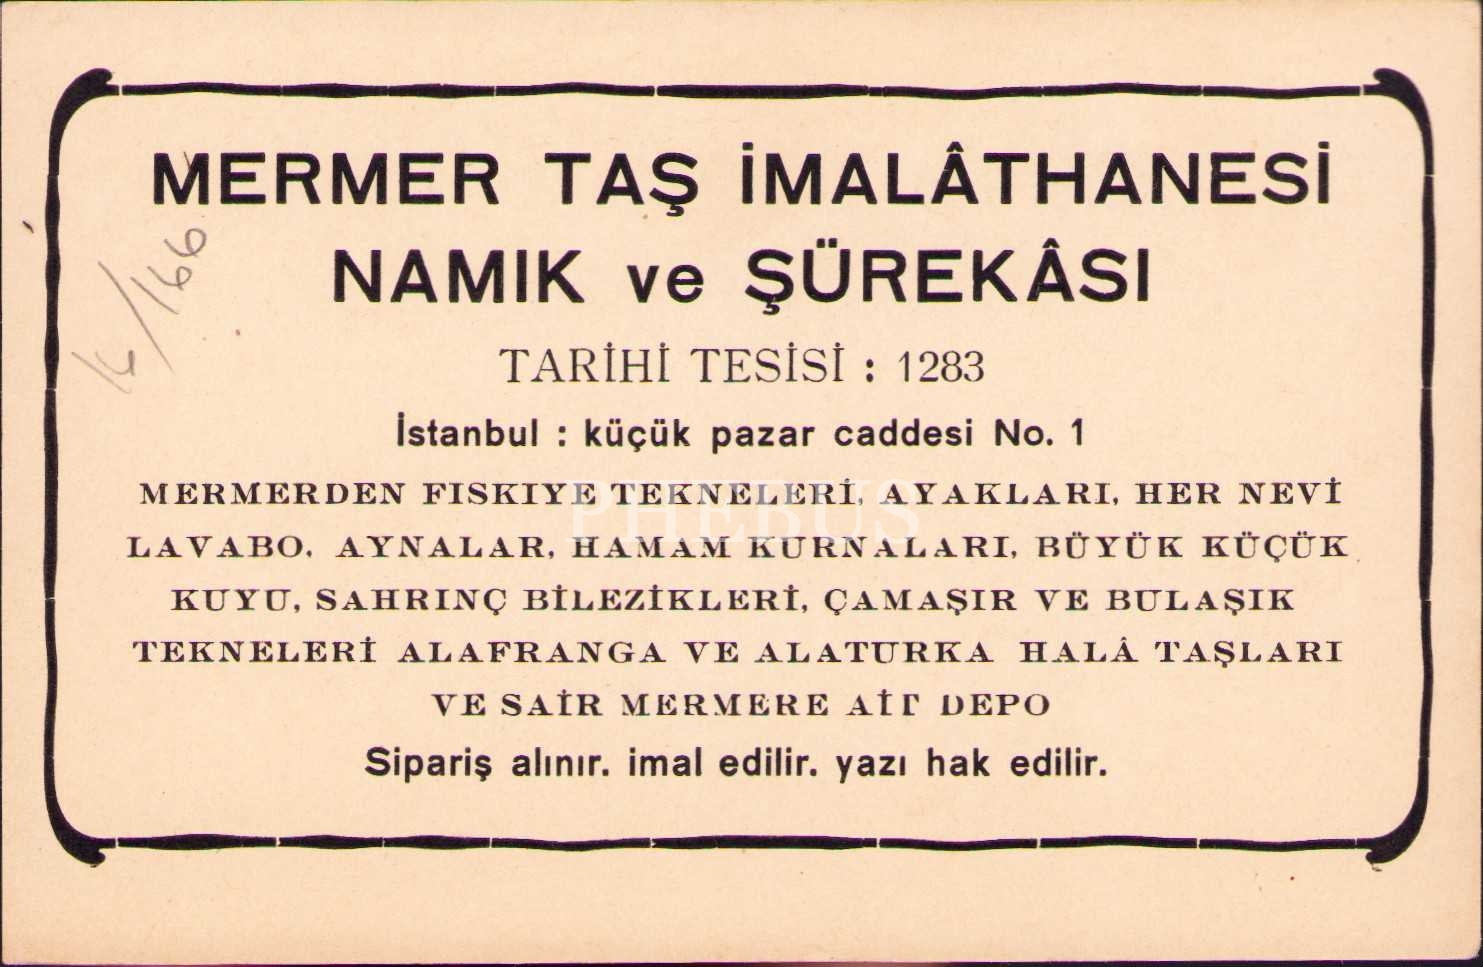 MERMER TAŞ İMALÂTHANESİ
NAMIK ve ŞÜREKÂSI
TARİHİ TESİSİ : 1283
İstanbul : küçük pazar caddesi No. 1
MERMERDEN FISKIYE TEKNELERİ, AYAKLARI, HER NEVİ
LAVABO, AYNALAR, HAMAM KURNALARI, BÜYÜK KÜÇÜK
KUYU, SAHRINÇ BİLEZİKLERİ, ÇAMAŞIR VE BULAŞIK
TEKNELERİ ALAFRANGA VE ALATURKA HALÂ TAŞLARI
VE SAİR MERMERE AİT DEPO
Sipariş alınır. imal edilir. yazı hak edilir.
PHEBUS
/166